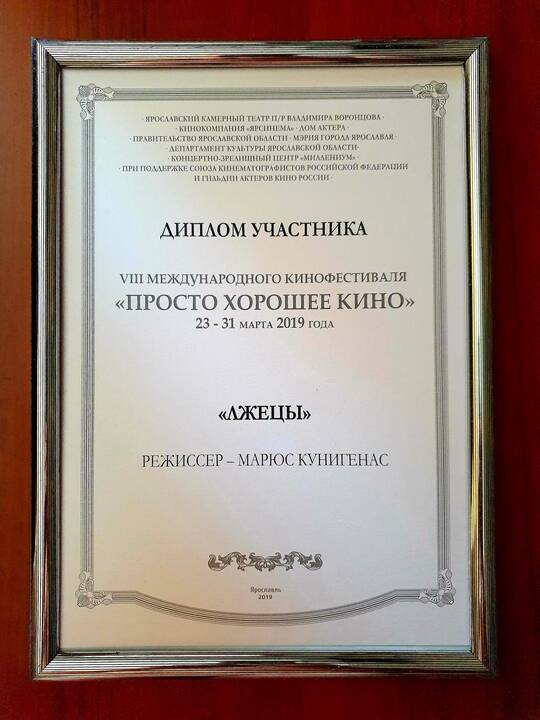 · ЯРОСЛАВСКИЙ КАМЕРНЫЙ ТЕАТР П/Р ВЛАДИМИРА ВОРОНЦОВА ·
· КИНОКОМПАНИЯ «ЯРСИНЕМА» · ДОМ АКТЕРА ·
· ПРАВИТЕЛЬСТВО ЯРОСЛАВСКОЙ ОБЛАСТИ · МЭРИЯ ГОРОДА ЯРОСЛАВЛЯ ·
· ДЕПАРТАМЕНТ КУЛЬТУРЫ ЯРОСЛАВСКОЙ ОБЛАСТИ·
· КОНЦЕРТНО-ЗРЕЛИЩНЫЙ ЦЕНТР «МИЛЛЕНИУМ» ·
· ПРИ ПОДДЕРЖКЕ СОЮЗА КИНЕМАТОГРАФИСТОВ РОССИЙСКОЙ ФЕДЕРАЦИИ
И ГИЛЬДИИ АКТЕРОВ КИНО РОССИИ ·
ДИПЛОМ УЧАСТНИКА
VIII МЕЖДУНАРОДНОГО КИНОФЕСТИВАЛЯ
«ПРОСТО ХОРОШЕЕ КИНО»
23 - 31 МАРТА 2019 ГОДА
«ЛЖЕЦЫ»
РЕЖИССЕР – МАРЮС КУНИГЕНАС
Ярославль
2019